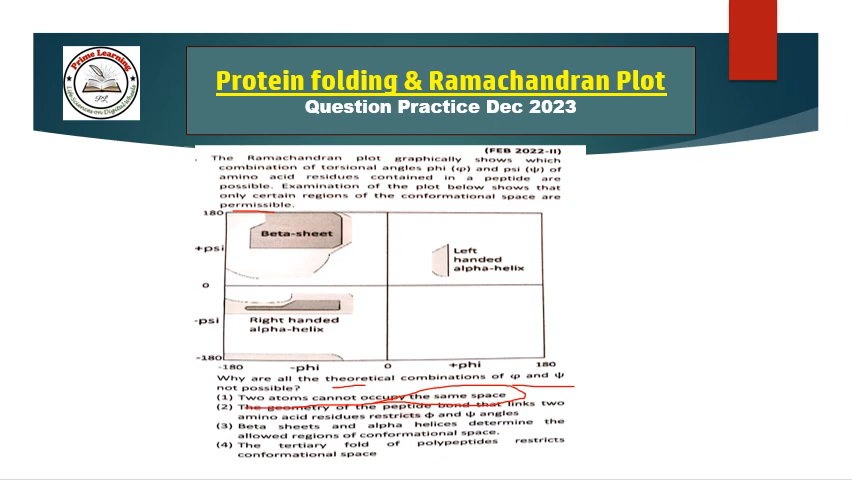 Prime Learning
Protein folding & Ramachandran Plot
Question Practice Dec 2023
(FEB 2022-II)
. The Ramachandran plot graphically shows which
combination of torsional angles phi (φ) and psi (ψ) of
amino acid residues contained in a peptide are
possible. Examination of the plot below shows that
only certain regions of the conformational space are
permissible.
180
Beta-sheet
+psi
Left
handed
alpha-helix
0
-psi
Right handed
alpha-helix
-180
-180 -phi 0 +phi 180
Why are all the theoretical combinations of φ and ψ
not possible?
(1) Two atoms cannot occupy the same space
(2) The geometry of the peptide bond that links two
amino acid residues restricts Φ and ψ angles
(3) Beta sheets and alpha helices determine the
allowed regions of conformational space.
(4) The tertiary fold of polypeptides restricts
conformational space